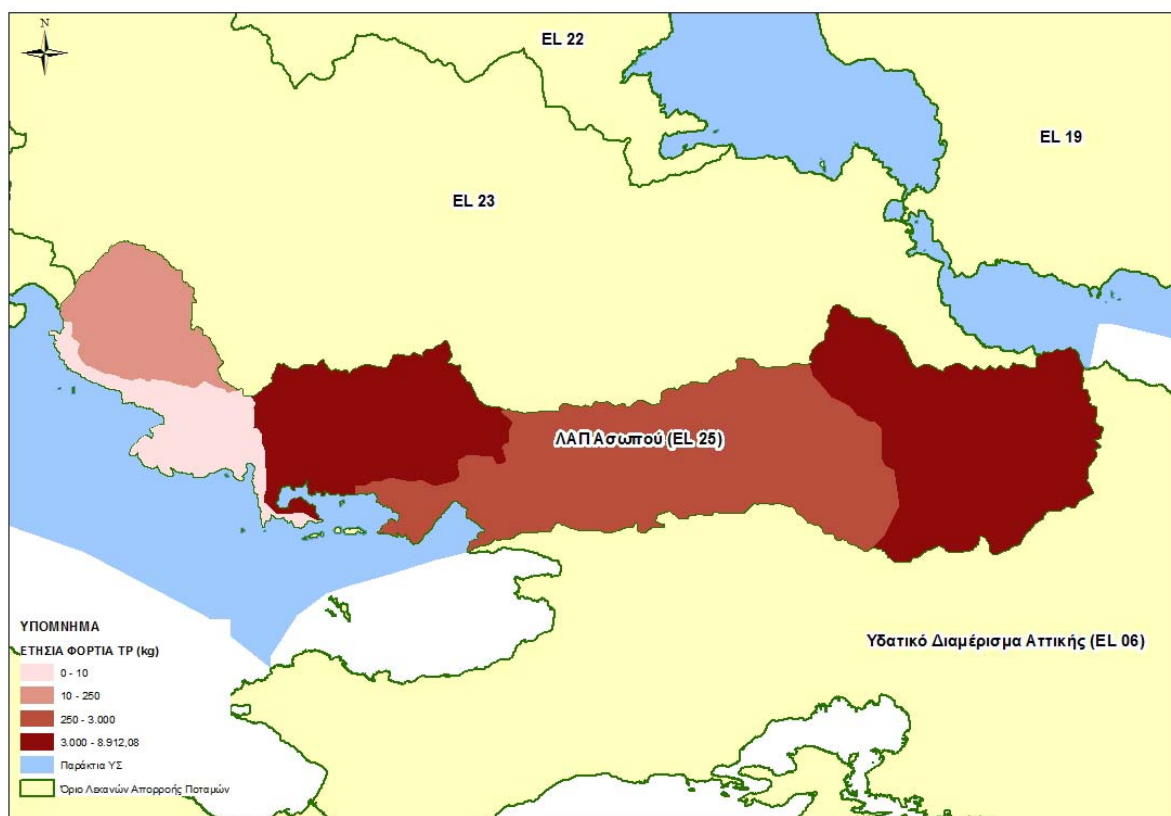 N
EL 22
EL 19
EL 23
ΛΑΠ Ασωπού (EL 25)
Υδατικό Διαμέρισμα Αττικής (EL 06)
ΥΠΟΜΝΗΜΑ
ΕΤΗΣΙΑ ΦΟΡΤΙΑ TP (kg)
0 - 10
10 - 250
250 - 3.000
3.000 - 8.912,08
Παράκτια ΥΣ
Όριο Λεκανών Απορροής Ποταμών